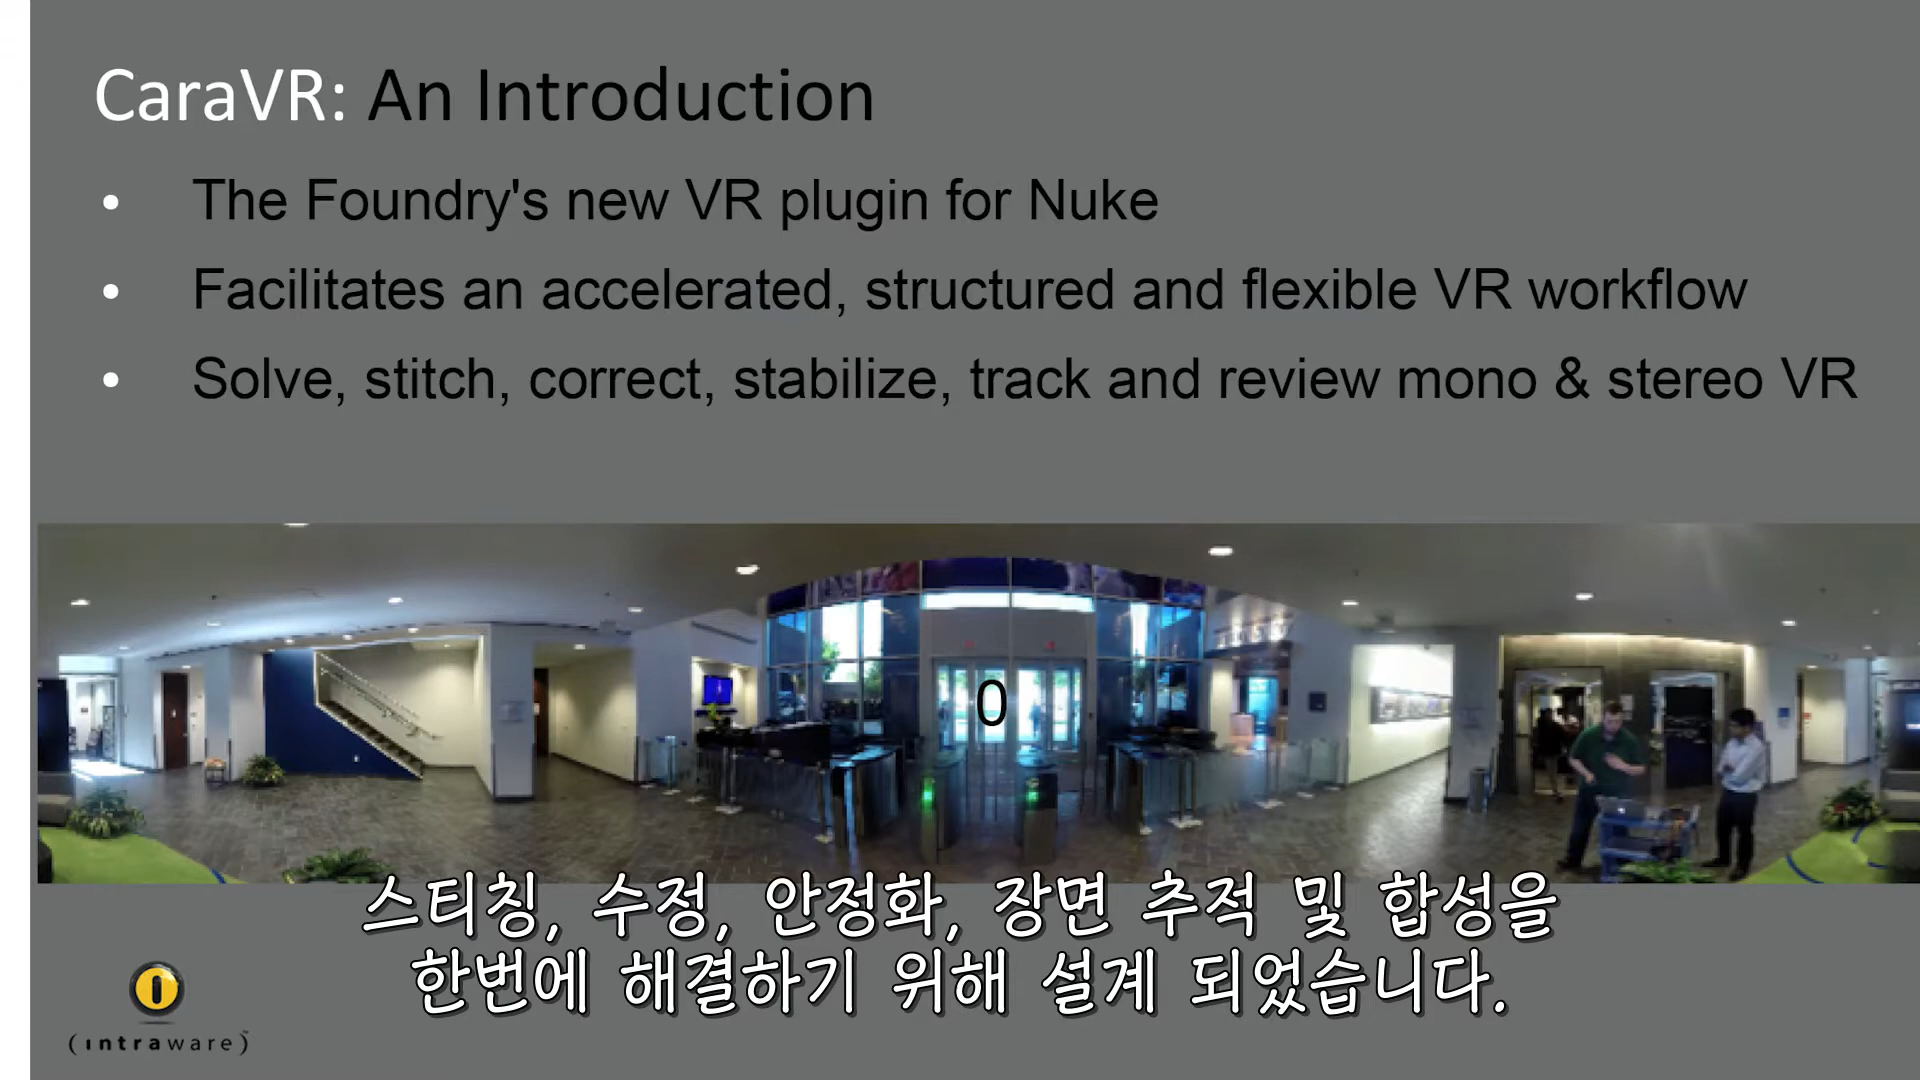 CaraVR: An Introduction
• The Foundry's new VR plugin for Nuke
• Facilitates an accelerated, structured and flexible VR workflow
• Solve, stitch, correct, stabilize, track and review mono & stereo VR
0
스티칭, 수정, 안정화, 장면 추적 및 합성을
한번에 해결하기 위해 설계 되었습니다.
(intraware)™